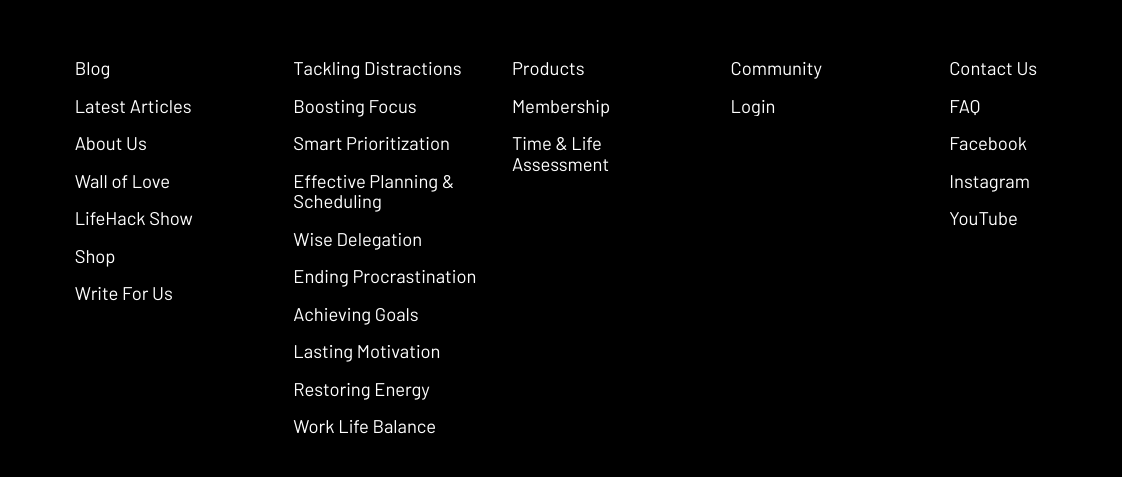 Blog
Latest Articles
About Us
Wall of Love
LifeHack Show
Shop
Write For Us
Tackling Distractions
Boosting Focus
Smart Prioritization
Effective Planning &
Scheduling
Wise Delegation
Ending Procrastination
Achieving Goals
Lasting Motivation
Restoring Energy
Work Life Balance
Products
Membership
Time & Life
Assessment
Community
Login
Contact Us
FAQ
Facebook
Instagram
YouTube